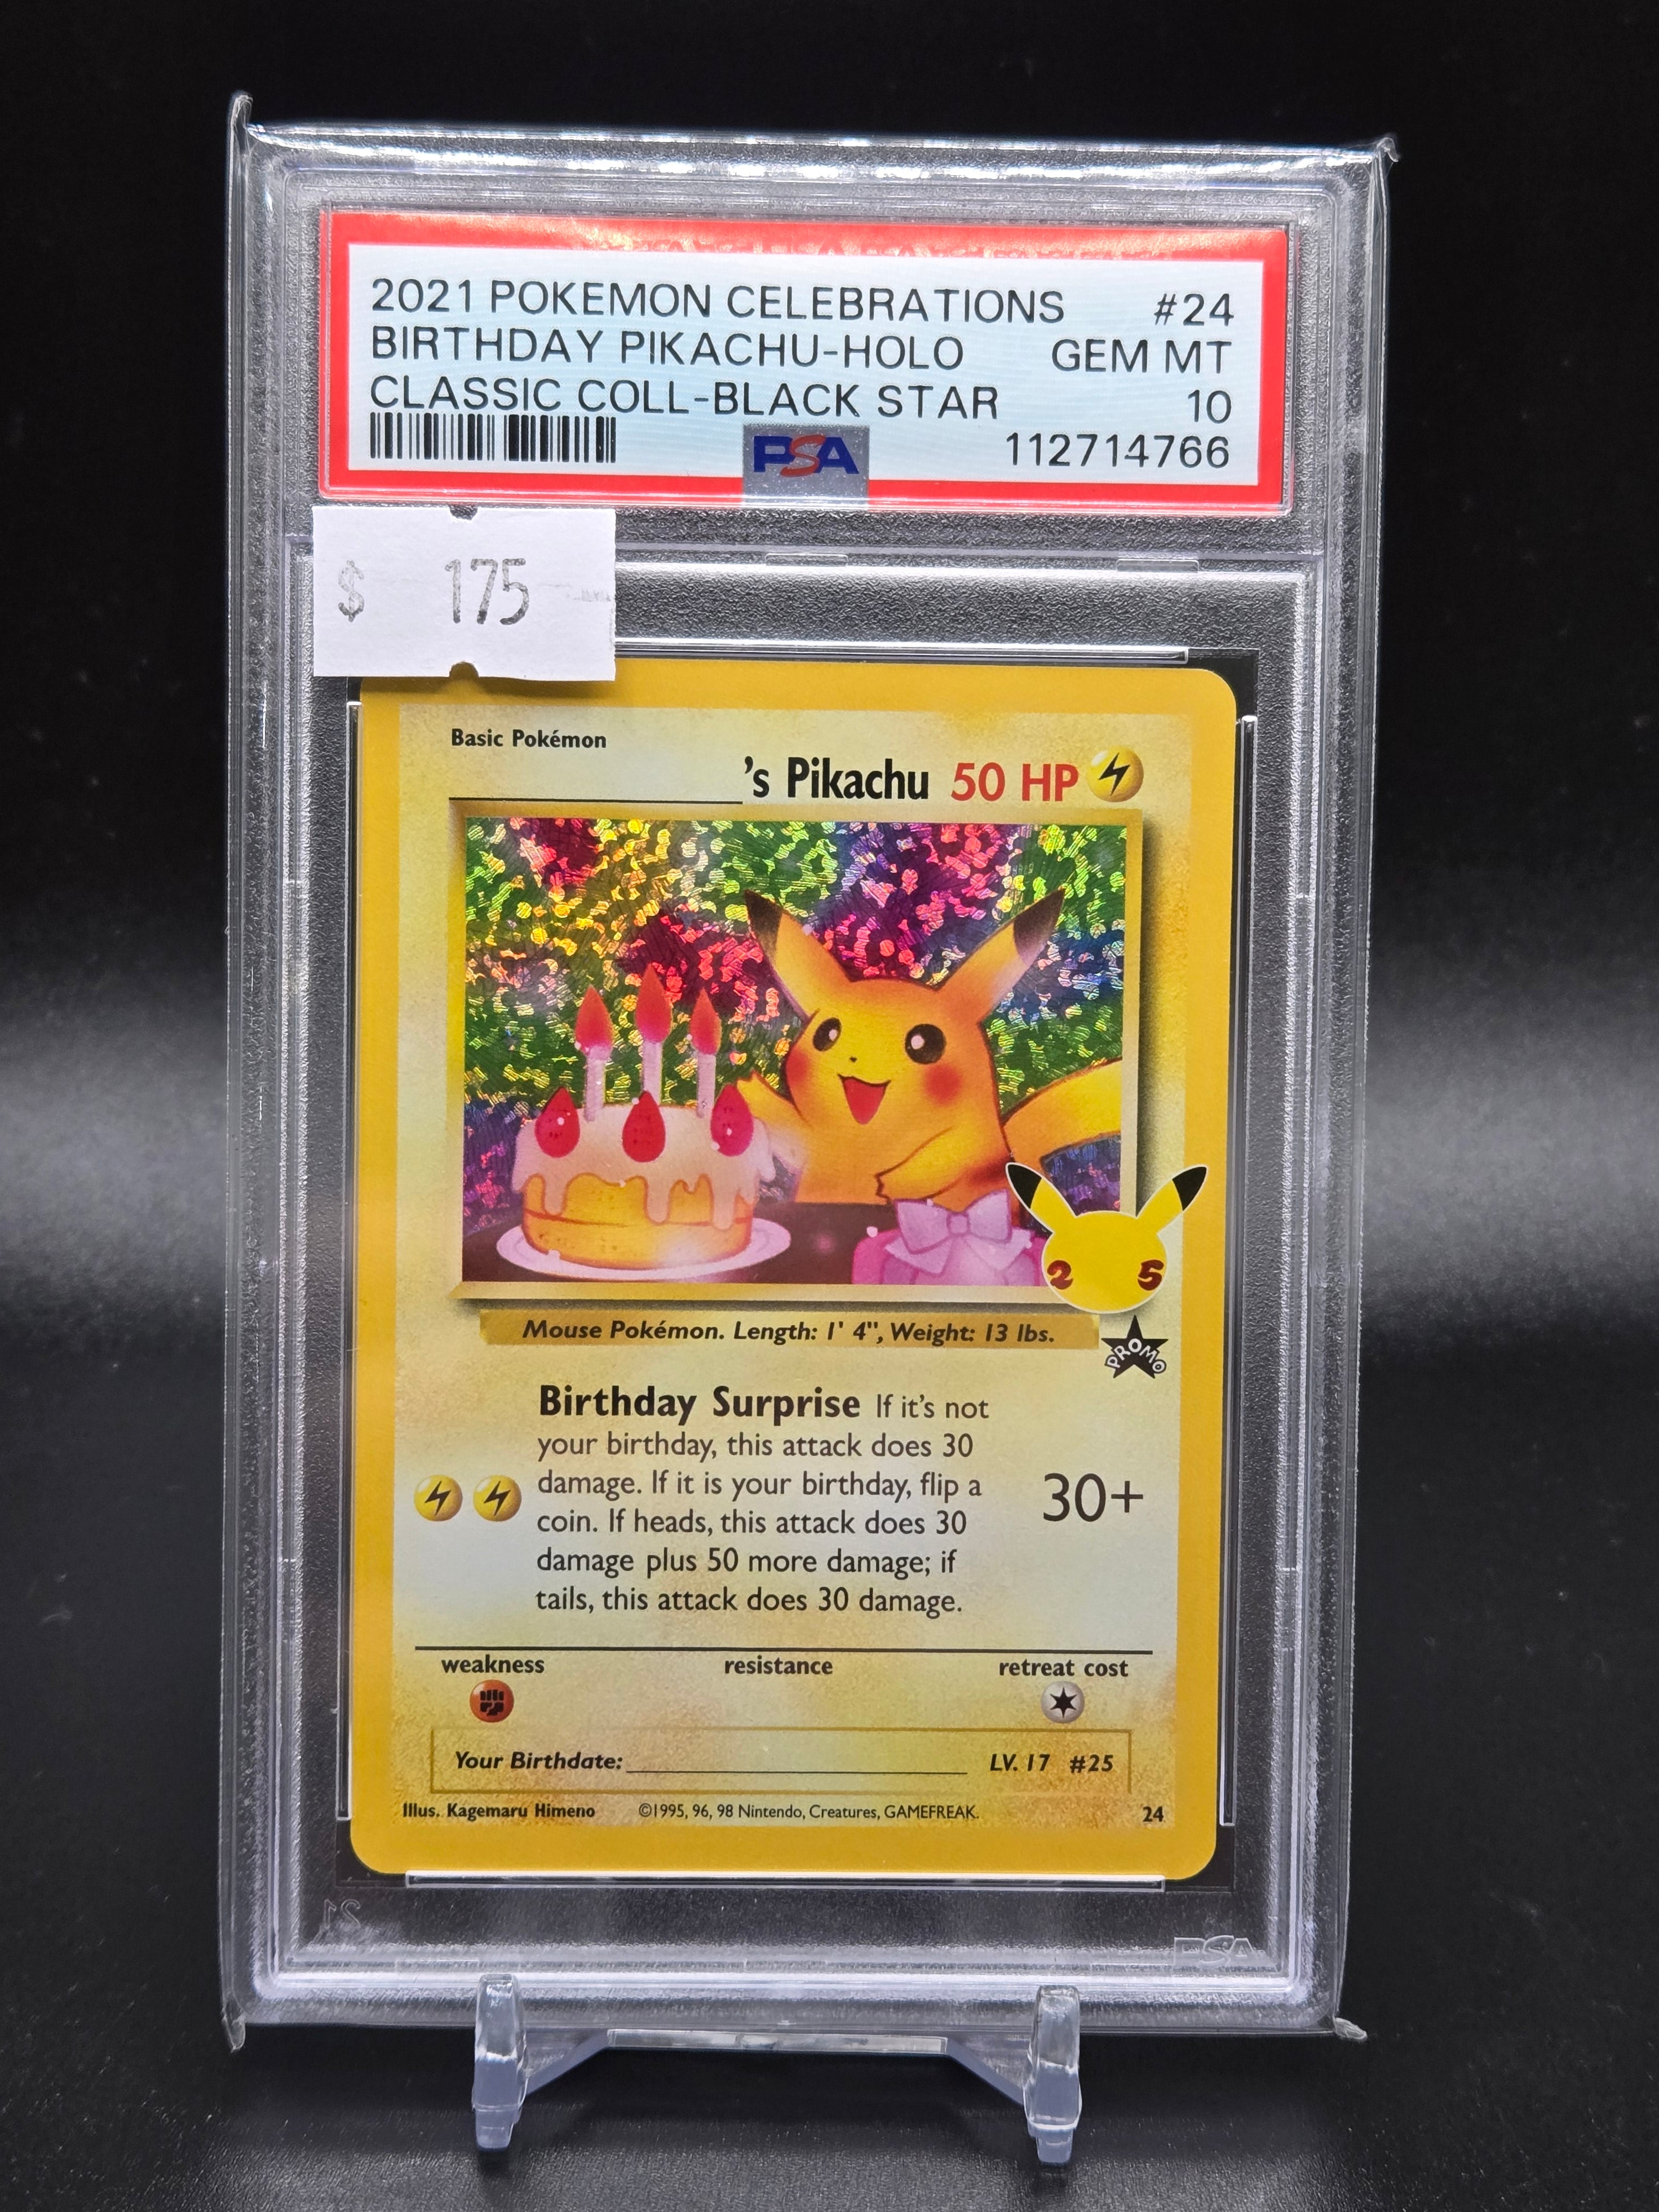 2021 POKEMON CELEBRATIONS #24
BIRTHDAY PIKACHU-HOLO GEM MT
CLASSIC COLL-BLACK STAR 10
PSA 112714766
$ 175
Basic Pokémon
________'s Pikachu 50 HP
2 5
Mouse Pokémon. Length: 1' 4", Weight: 13 lbs.
PROMO
Birthday Surprise If it's not
your birthday, this attack does 30
damage. If it is your birthday, flip a
coin. If heads, this attack does 30
damage plus 50 more damage; if
tails, this attack does 30 damage.
30+
weakness resistance retreat cost
Your Birthdate:________ LV. 17 #25
Illus. Kagemaru Himeno ©1995, 96, 98 Nintendo, Creatures, GAMEFREAK. 24
PSA